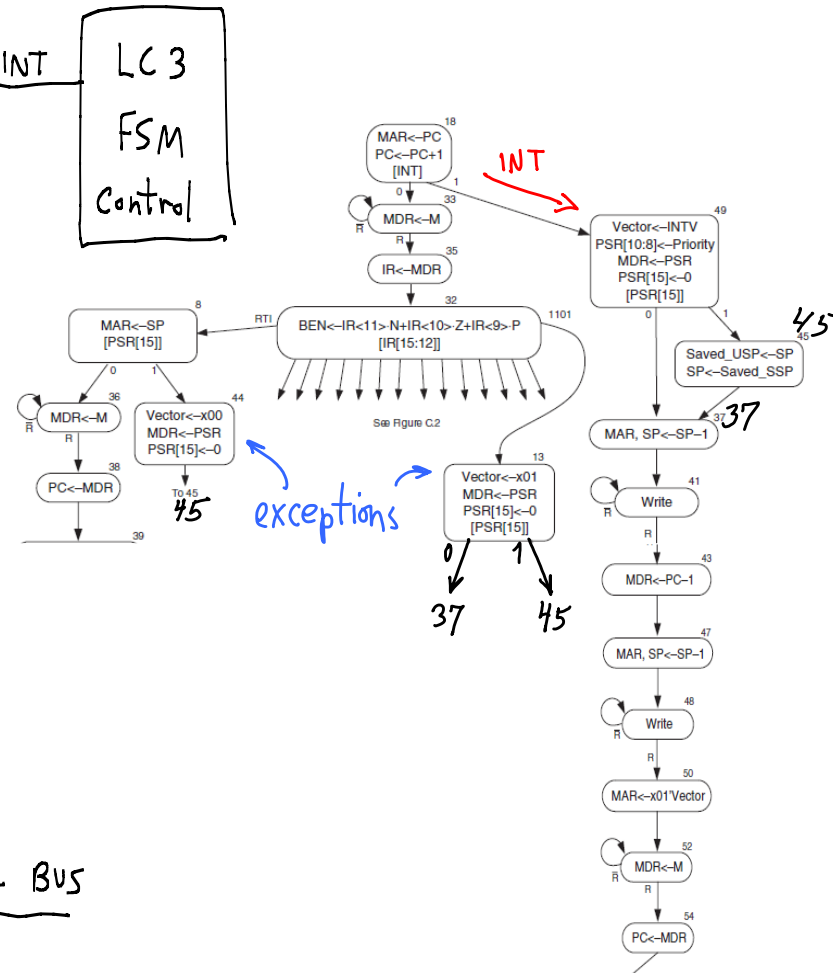 INT
LC3
FSM
Control
18
MAR<–PC
PC<–PC+1
[INT]
0
1
INT
33
MDR<–M
R̅
R
35
IR<–MDR
32
BEN<–IR<11>·N+IR<10>·Z+IR<9>·P
[IR[15:12]]
RTI
1101
See Figure C.2
8
MAR<–SP
[PSR[15]]
0
1
36
MDR<–M
R̅
R
38
PC<–MDR
39
44
Vector<–x00
MDR<–PSR
PSR[15]<–0
To 45
45
exceptions
13
Vector<–x01
MDR<–PSR
PSR[15]<–0
[PSR[15]]
0
1
37
45
49
Vector<–INTV
PSR[10:8]<–Priority
MDR<–PSR
PSR[15]<–0
[PSR[15]]
0
1
45
45
Saved_USP<–SP
SP<–Saved_SSP
37
37
MAR, SP<–SP–1
41
Write
R̅
R
43
MDR<–PC–1
47
MAR, SP<–SP–1
48
Write
R̅
R
50
MAR<–x01'Vector
52
MDR<–M
R̅
R
54
PC<–MDR
BUS